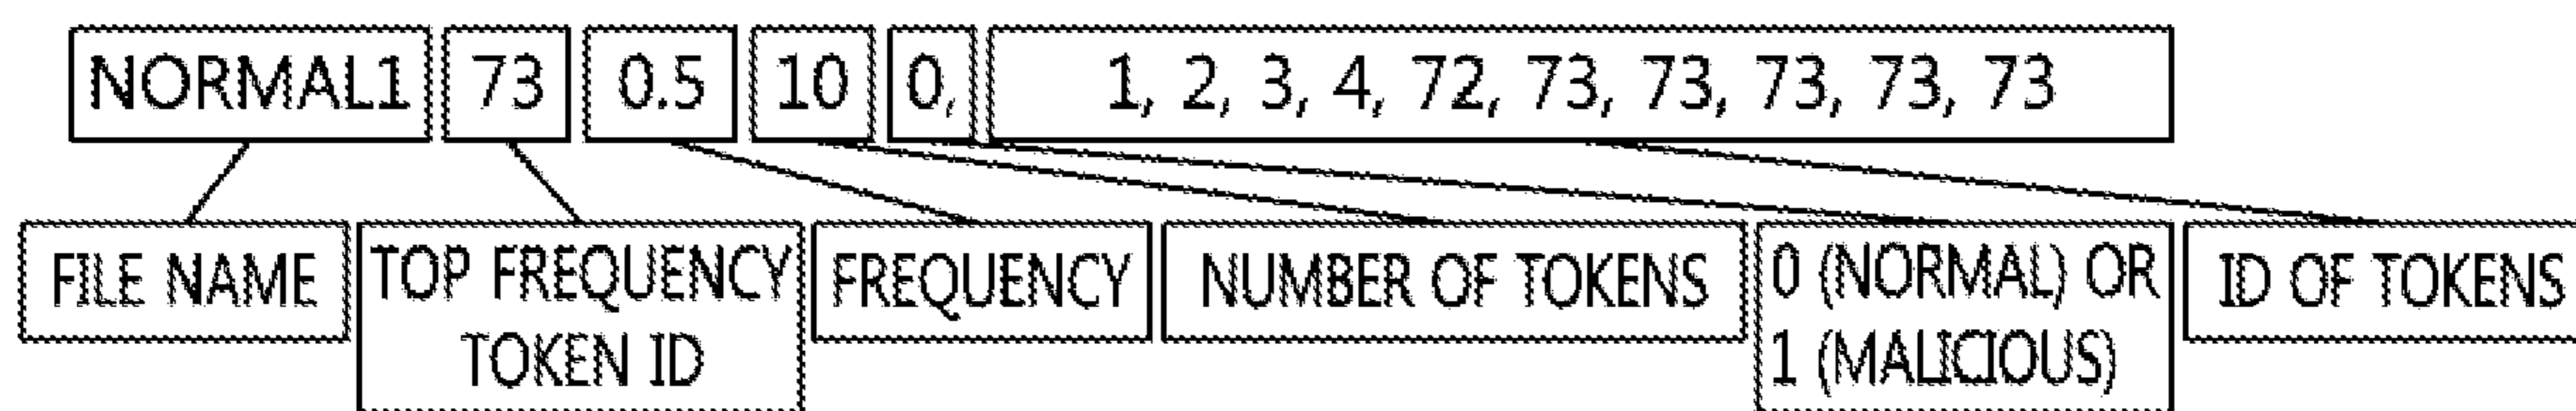 NORMAL1 73 0.5 10 0, 1, 2, 3, 4, 72, 73, 73, 73, 73, 73
FILE NAME
TOP FREQUENCY
TOKEN ID
FREQUENCY
NUMBER OF TOKENS
0 (NORMAL) OR
1 (MALICIOUS)
ID OF TOKENS